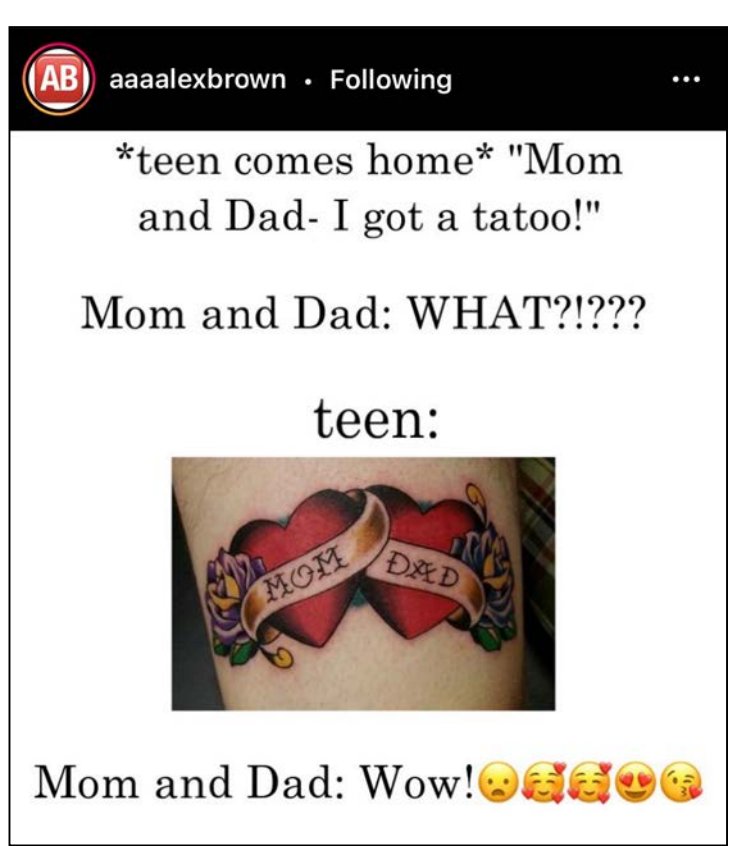 AB
aaaalexbrown • Following
*teen comes home* "Mom
and Dad- I got a tatoo!"
Mom and Dad: WHAT?!???
teen:
MOM
DAD
Mom and Dad: Wow!😦🥰🥰😍😘